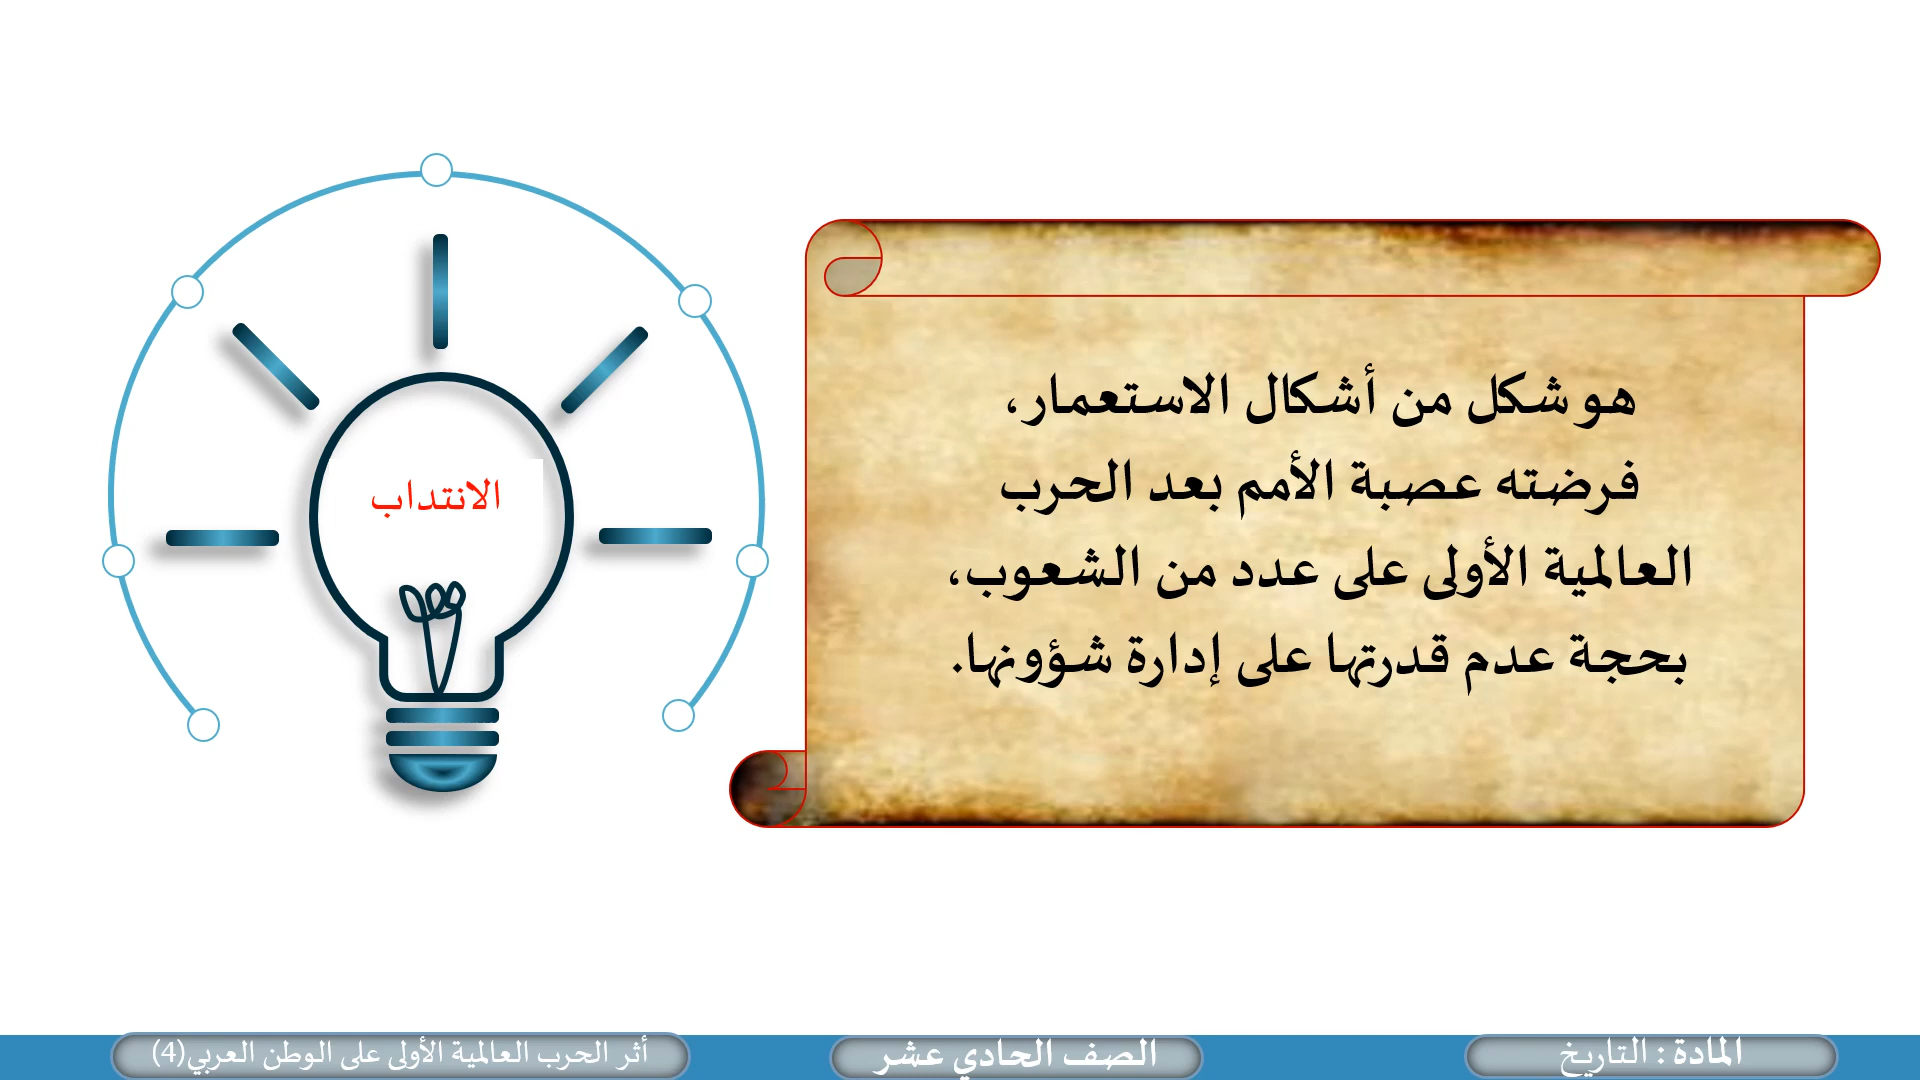 هو شكل من أشكال الاستعمار،
فرضته عصبة الأمم بعد الحرب
العالمية الأولى على عدد من الشعوب،
بحجة عدم قدرتها على إدارة شؤونها.
الانتداب
المادة : التاريخ
الصف الحادي عشر
أثر الحرب العالمية الأولى على الوطن العربي(4)